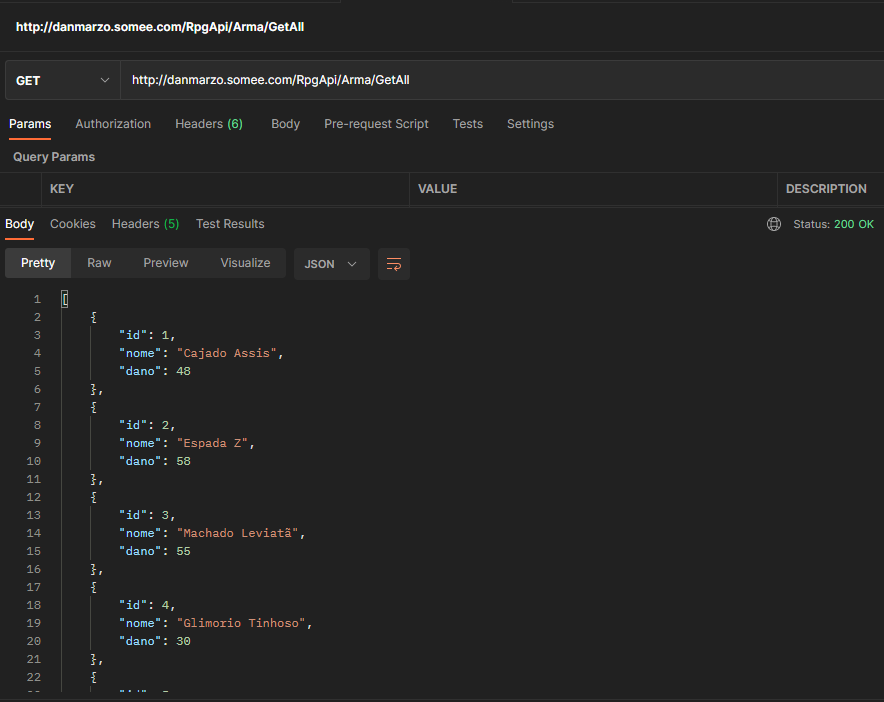 http://danmarzo.somee.com/RpgApi/Arma/GetAll
GET http://danmarzo.somee.com/RpgApi/Arma/GetAll
Params Authorization Headers (6) Body Pre-request Script Tests Settings
Query Params
KEY VALUE DESCRIPTION
Body Cookies Headers (5) Test Results Status: 200 OK
Pretty Raw Preview Visualize JSON
1 [
2 {
3 "id": 1,
4 "nome": "Cajado Assis",
5 "dano": 48
6 },
7 {
8 "id": 2,
9 "nome": "Espada Z",
10 "dano": 58
11 },
12 {
13 "id": 3,
14 "nome": "Machado Leviatã",
15 "dano": 55
16 },
17 {
18 "id": 4,
19 "nome": "Glimorio Tinhoso",
20 "dano": 30
21 },
22 {